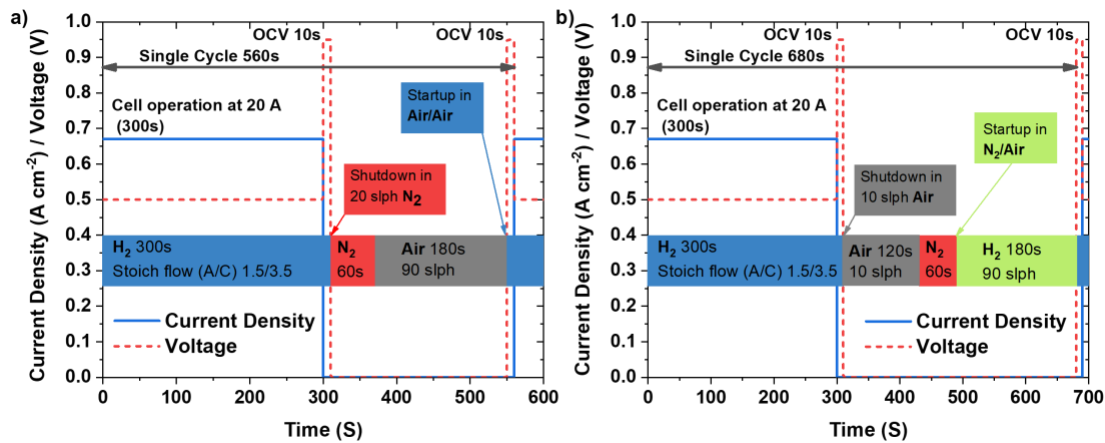 a)
Current Density (A cm-2) / Voltage (V)
1.0
0.9
0.8
0.7
0.6
0.5
0.4
0.3
0.2
0.1
0.0
OCV 10s
OCV 10s
Single Cycle 560s
Cell operation at 20 A
(300s)
Startup in
Air/Air
Shutdown in
20 slph N2
H2 300s
Stoich flow (A/C) 1.5/3.5
N2
60s
Air 180s
90 slph
Current Density
Voltage
0 100 200 300 400 500 600
Time (S)
b)
Current Density (A cm-2) / Voltage (V)
1.0
0.9
0.8
0.7
0.6
0.5
0.4
0.3
0.2
0.1
0.0
OCV 10s
OCV 10s
Single Cycle 680s
Cell operation at 20 A
(300s)
Startup in
N2/Air
Shutdown in
10 slph Air
H2 300s
Stoich flow (A/C) 1.5/3.5
Air 120s
10 slph
N2
60s
H2 180s
90 slph
Current Density
Voltage
0 100 200 300 400 500 600 700
Time (S)